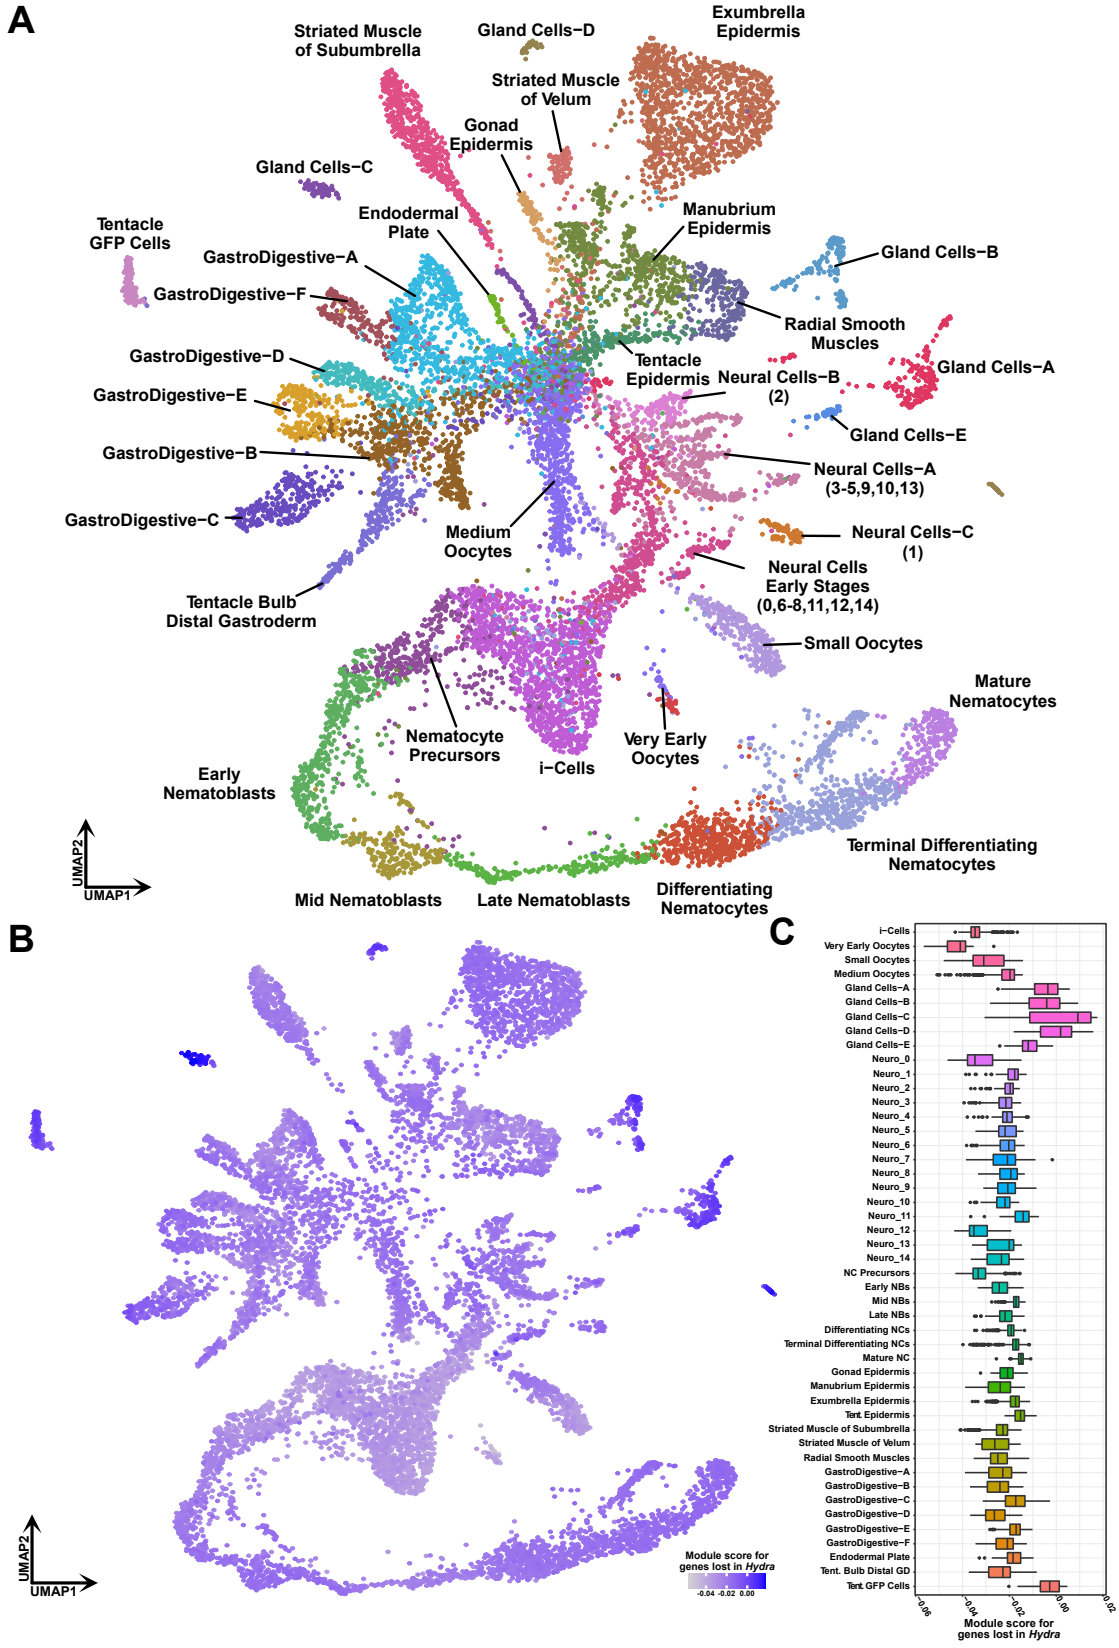 A
Striated Muscle
of Subumbrella
Gland Cells−D
Exumbrella
Epidermis
Striated Muscle
of Velum
Gonad
Epidermis
Gland Cells−C
Endodermal
Plate
Manubrium
Epidermis
Tentacle
GFP Cells
GastroDigestive−A
Gland Cells−B
GastroDigestive−F
Radial Smooth
Muscles
GastroDigestive−D
Tentacle
Epidermis
Neural Cells−B
(2)
Gland Cells−A
GastroDigestive−E
Gland Cells−E
GastroDigestive−B
Neural Cells−A
(3-5,9,10,13)
GastroDigestive−C
Medium
Oocytes
Neural Cells−C
(1)
Neural Cells
Early Stages
(0,6-8,11,12,14)
Tentacle Bulb
Distal Gastroderm
Small Oocytes
Mature
Nematocytes
Nematocyte
Precursors
i−Cells
Very Early
Oocytes
Early
Nematoblasts
Terminal Differentiating
Nematocytes
UMAP2
UMAP1
Mid Nematoblasts
Late Nematoblasts
Differentiating
Nematocytes
B
UMAP2
UMAP1
Module score for
genes lost in Hydra
-0.04 -0.02 0.00
C
i−Cells
Very Early Oocytes
Small Oocytes
Medium Oocytes
Gland Cells−A
Gland Cells−B
Gland Cells−C
Gland Cells−D
Gland Cells−E
Neuro_0
Neuro_1
Neuro_2
Neuro_3
Neuro_4
Neuro_5
Neuro_6
Neuro_7
Neuro_8
Neuro_9
Neuro_10
Neuro_11
Neuro_12
Neuro_13
Neuro_14
NC Precursors
Early NBs
Mid NBs
Late NBs
Differentiating NCs
Terminal Differentiating NCs
Mature NC
Gonad Epidermis
Manubrium Epidermis
Exumbrella Epidermis
Tent. Epidermis
Striated Muscle of Subumbrella
Striated Muscle of Velum
Radial Smooth Muscles
GastroDigestive−A
GastroDigestive−B
GastroDigestive−C
GastroDigestive−D
GastroDigestive−E
GastroDigestive−F
Endodermal Plate
Tent. Bulb Distal GD
Tent. GFP Cells
-0.06 -0.04 -0.02 0.00 0.02
Module score for
genes lost in Hydra